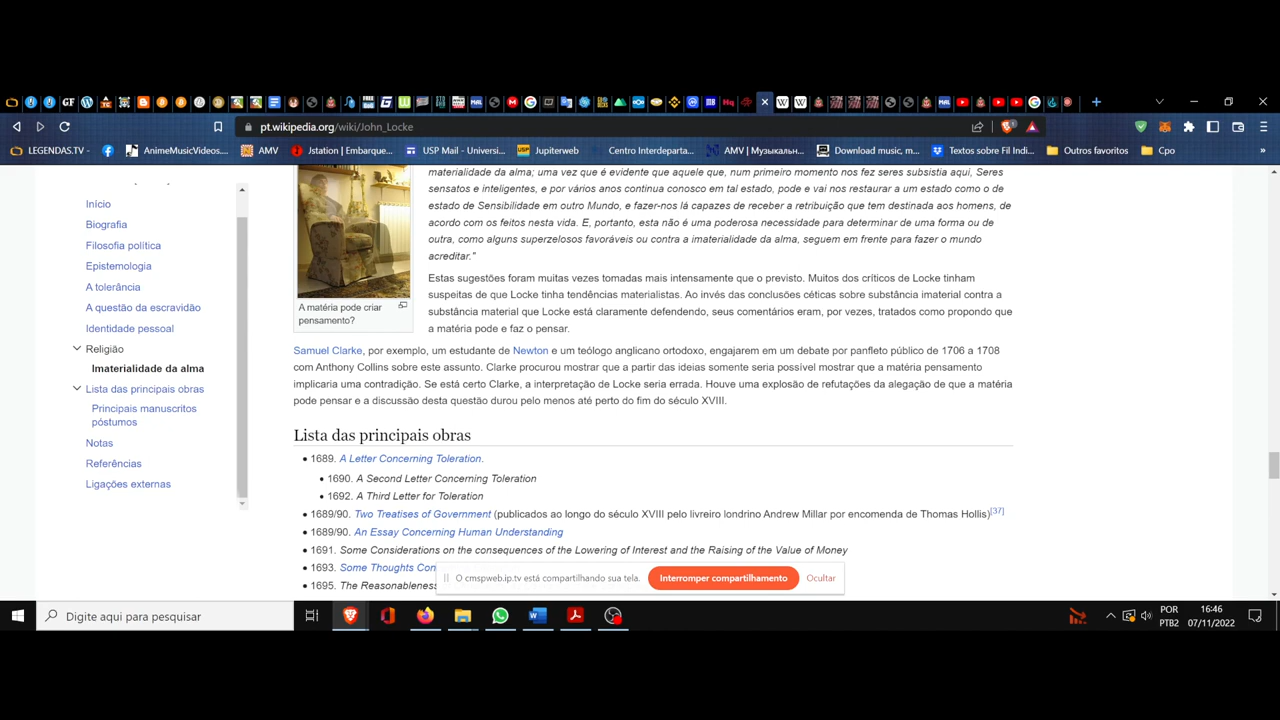 pt.wikipedia.org/wiki/John_Locke
LEGENDAS.TV
AnimeMusicVideos...
AMV
Jstation | Embarque...
USP Mail - Universi...
Jupiterweb
Centro Interdeparta...
AMV | Музыкальн...
Download music, m...
Textos sobre Fil Indi...
Outros favoritos
Cpo
»
Início
Biografia
Filosofia política
Epistemologia
A tolerância
A questão da escravidão
Identidade pessoal
Religião
Imaterialidade da alma
Lista das principais obras
Principais manuscritos
póstumos
Notas
Referências
Ligações externas
A matéria pode criar
pensamento?
materialidade da alma; uma vez que é evidente que aquele que, num primeiro momento nos fez seres subsistia aqui, Seres
sensatos e inteligentes, e por vários anos continua conosco em tal estado, pode e vai nos restaurar a um estado como o de
estado de Sensibilidade em outro Mundo, e fazer-nos lá capazes de receber a retribuição que tem destinada aos homens, de
acordo com os feitos nesta vida. E, portanto, esta não é uma poderosa necessidade para determinar de uma forma ou de
outra, como alguns superzelosos favoráveis ou contra a imaterialidade da alma, seguem em frente para fazer o mundo
acreditar."
Estas sugestões foram muitas vezes tomadas mais intensamente que o previsto. Muitos dos críticos de Locke tinham
suspeitas de que Locke tinha tendências materialistas. Ao invés das conclusões céticas sobre substância imaterial contra a
substância material que Locke está claramente defendendo, seus comentários eram, por vezes, tratados como propondo que
a matéria pode e faz o pensar.
Samuel Clarke, por exemplo, um estudante de Newton e um teólogo anglicano ortodoxo, engajarem em um debate por panfleto público de 1706 a 1708
com Anthony Collins sobre este assunto. Clarke procurou mostrar que a partir das ideias somente seria possível mostrar que a matéria pensamento
implicaria uma contradição. Se está certo Clarke, a interpretação de Locke seria errada. Houve uma explosão de refutações da alegação de que a matéria
pode pensar e a discussão desta questão durou pelo menos até perto do fim do século XVIII.
Lista das principais obras
• 1689. A Letter Concerning Toleration.
• 1690. A Second Letter Concerning Toleration
• 1692. A Third Letter for Toleration
• 1689/90. Two Treatises of Government (publicados ao longo do século XVIII pelo livreiro londrino Andrew Millar por encomenda de Thomas Hollis)[37]
• 1689/90. An Essay Concerning Human Understanding
• 1691. Some Considerations on the consequences of the Lowering of Interest and the Raising of the Value of Money
• 1693. Some Thoughts Con
• 1695. The Reasonableness
O cmspweb.ip.tv está compartilhando sua tela.
Interromper compartilhamento
Ocultar
Digite aqui para pesquisar
POR
PTB2
16:46
07/11/2022